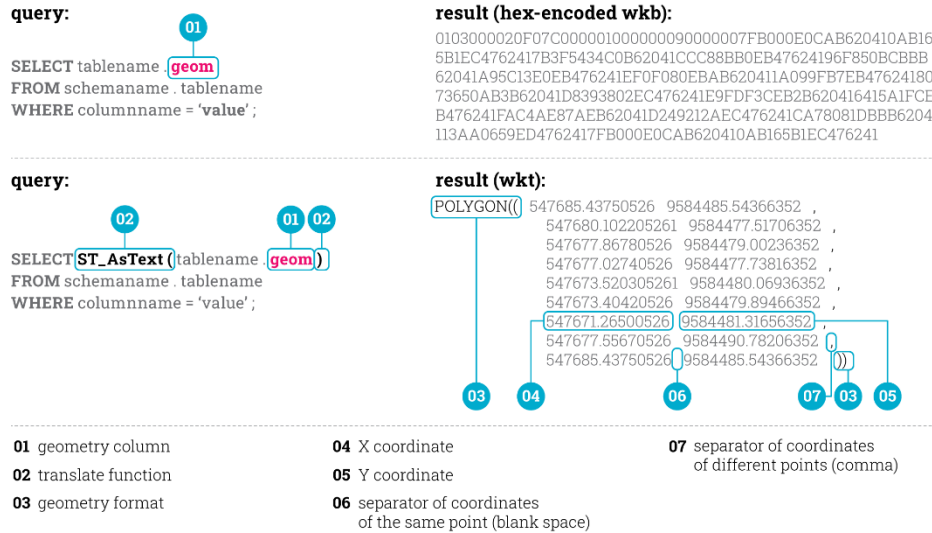 query:
01
SELECT tablename . geom
FROM schemaname . tablename
WHERE columnname = ‘value’ ;
result (hex-encoded wkb):
0103000020F07C00000100000009000000​7FB000E0CAB620410AB16
5B1EC4762417B3F5434C0B62041CCC88BB0EB47624196F850BCBBB
62041A95C13E0EB476241EF0F080EBAB620411A099FB7EB47624180
73650AB3B62041D8393802EC476241E9FDF3CEB2B620416415A1FCE
B476241FAC4AE87AEB62041D249212AEC476241CA78081DBBB6204
113AA0659ED4762417FB000E0CAB620410AB165B1EC476241
query:
02 01 02
SELECT ST_AsText ( tablename . geom )
FROM schemaname . tablename
WHERE columnname = ‘value’ ;
result (wkt):
POLYGON(( 547685.43750526 9584485.54366352 ,
547680.102205261 9584477.51706352 ,
547677.86780526 9584479.00236352 ,
547677.02740526 9584477.73816352 ,
547673.520305261 9584480.06936352 ,
547673.40420526 9584479.89466352 ,
547671.26500526 9584481.31656352 ,
547677.55670526 9584490.78206352 ,
547685.43750526 9584485.54366352 ))
03 04 06 07 03 05
01 geometry column
02 translate function
03 geometry format
04 X coordinate
05 Y coordinate
06 separator of coordinates
of the same point (blank space)
07 separator of coordinates
of different points (comma)